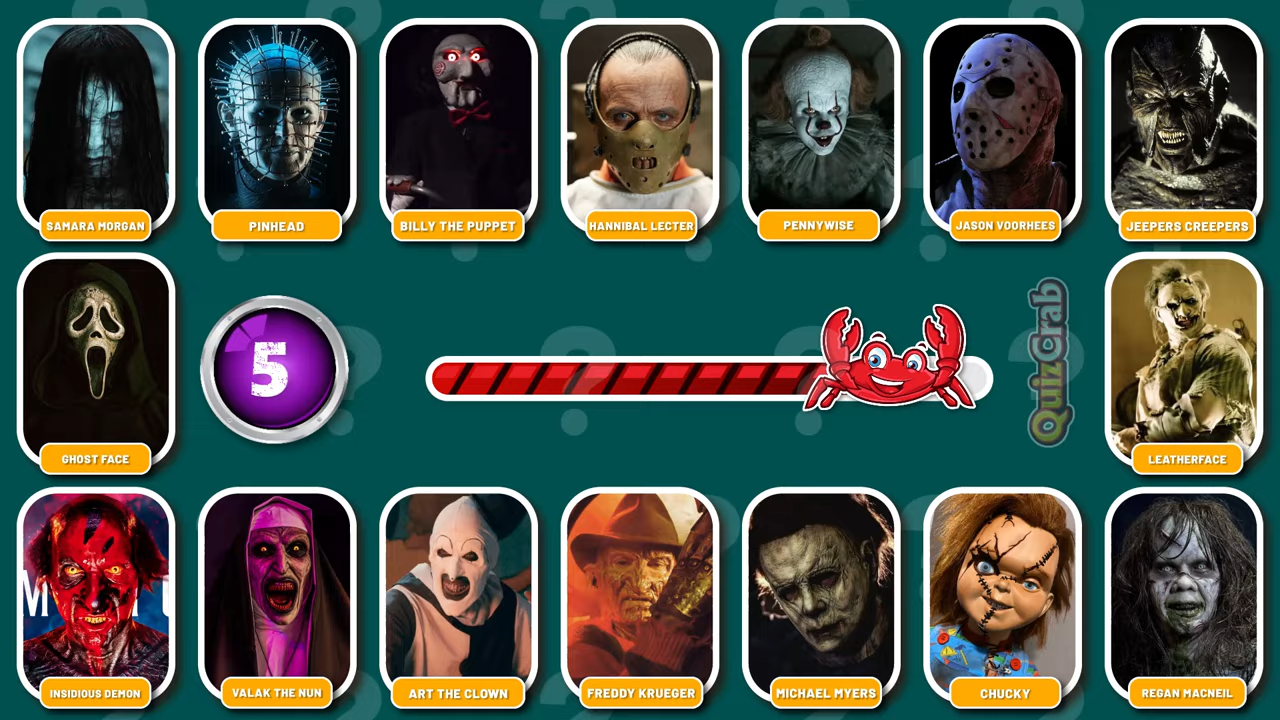 SAMARA MORGAN
PINHEAD
BILLY THE PUPPET
HANNIBAL LECTER
PENNYWISE
JASON VOORHEES
JEEPERS CREEPERS
GHOST FACE
5
QuizCrab
LEATHERFACE
INSIDIOUS DEMON
VALAK THE NUN
ART THE CLOWN
FREDDY KRUEGER
MICHAEL MYERS
CHUCKY
REGAN MACNEIL